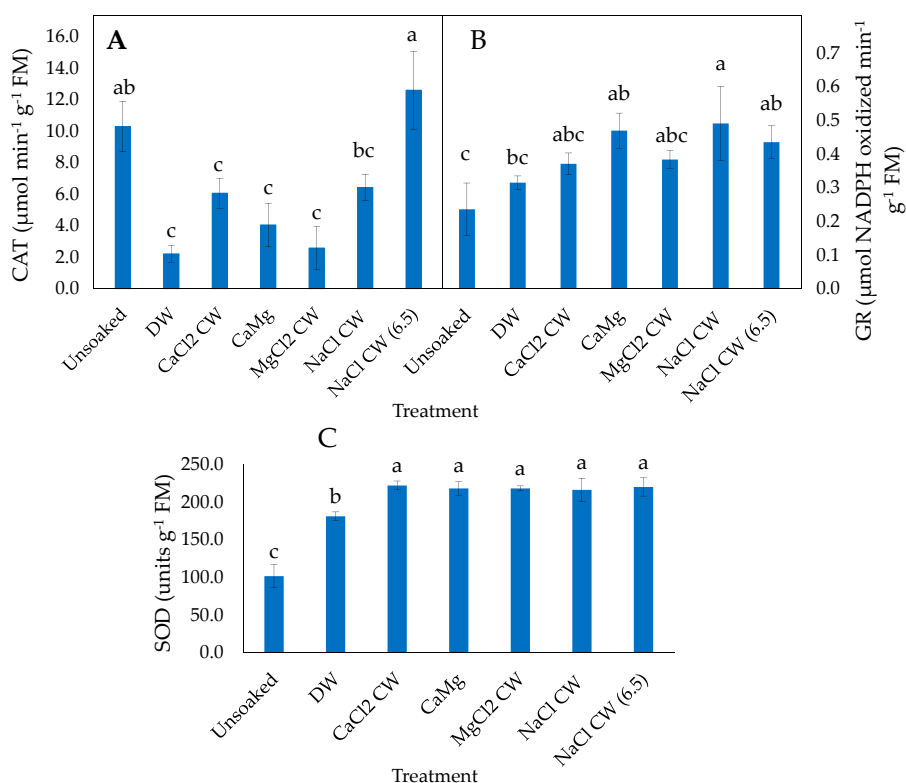 A
CAT (µmol min-1 g-1 FM)
16.0
14.0
12.0
10.0
8.0
6.0
4.0
2.0
0.0
ab
c
c
c
c
bc
a
Unsoaked
DW
CaCl2 CW
CaMg
MgCl2 CW
NaCl CW
NaCl CW (6.5)
B
c
bc
abc
ab
abc
a
ab
0.7
0.6
0.5
0.4
0.3
0.2
0.1
0.0
GR (µmol NADPH oxidized min-1
g-1 FM)
Unsoaked
DW
CaCl2 CW
CaMg
MgCl2 CW
NaCl CW
NaCl CW (6.5)
Treatment
C
SOD (units g-1 FM)
250.0
200.0
150.0
100.0
50.0
0.0
c
b
a
a
a
a
a
Unsoaked
DW
CaCl2 CW
CaMg
MgCl2 CW
NaCl CW
NaCl CW (6.5)
Treatment